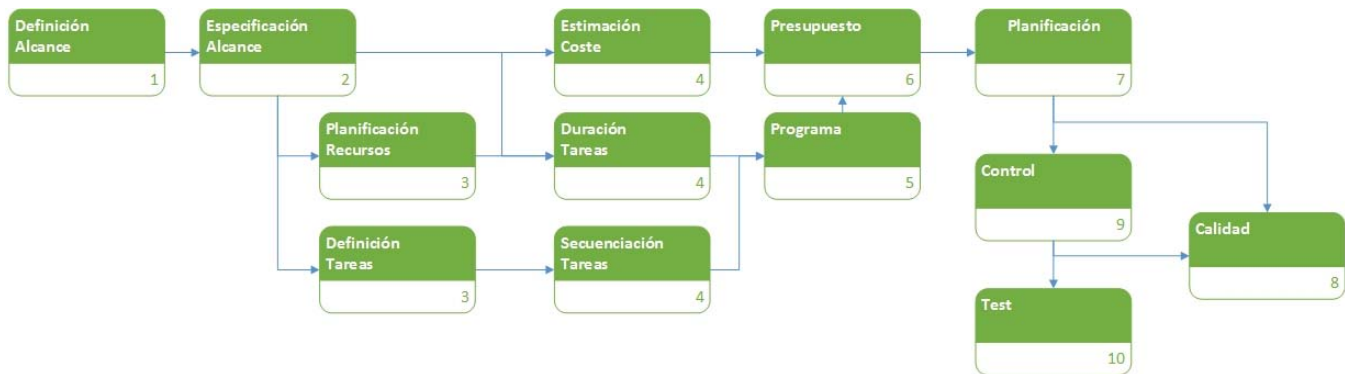 Definición
Alcance
1
Especificación
Alcance
2
Estimación
Coste
4
Presupuesto
6
Planificación
7
Planificación
Recursos
3
Duración
Tareas
4
Programa
5
Control
9
Calidad
8
Definición
Tareas
3
Secuenciación
Tareas
4
Test
10